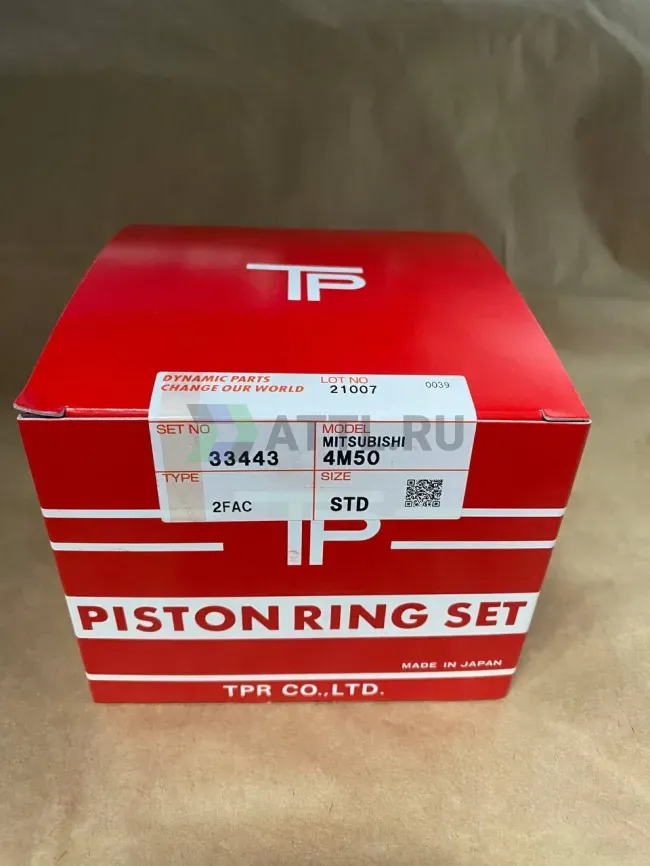 TP
DYNAMIC PARTS
CHANGE OUR WORLD
LOT NO.
21007
0039
SET NO
33443
MODEL
MITSUBISHI
4M50
TYPE
2FAC
SIZE
STD
ATTL.RU
TP
PISTON RING SET
MADE IN JAPAN
TPR CO.,LTD.